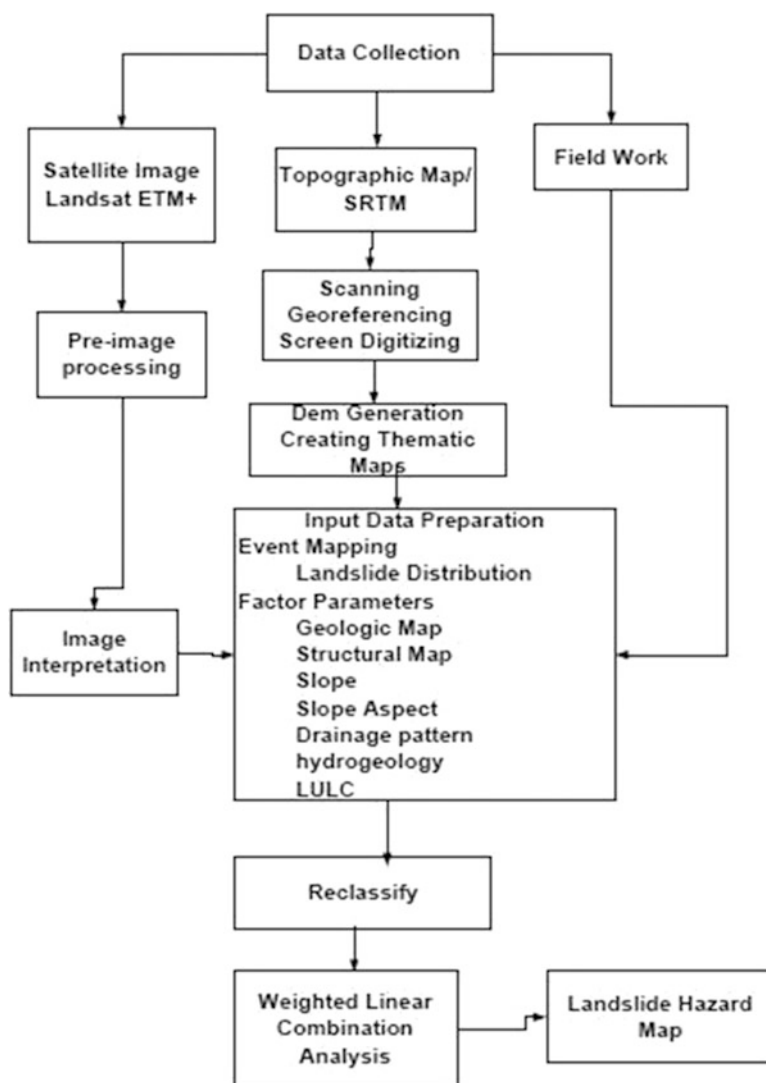 Data Collection
Satellite Image
Landsat ETM+
Topographic Map/
SRTM
Field Work
Scanning
Georeferencing
Screen Digitizing
Pre-image
processing
Dem Generation
Creating Thematic
Maps
Input Data Preparation
Event Mapping
Landslide Distribution
Factor Parameters
Geologic Map
Structural Map
Slope
Slope Aspect
Drainage pattern
hydrogeology
LULC
Image
Interpretation
Reclassify
Weighted Linear
Combination
Analysis
Landslide Hazard
Map